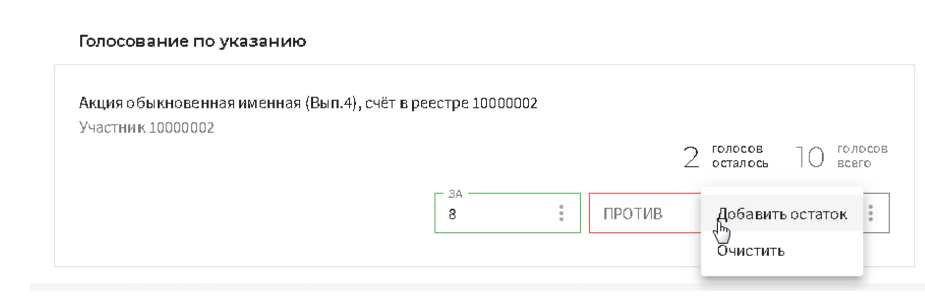 Голосование по указанию
Акция обыкновенная именная (Вып.4), счёт в реестре 10000002
Участник 10000002
2 голосов осталось 10 голосов всего
ЗА
8 ПРОТИВ Добавить остаток
Очистить